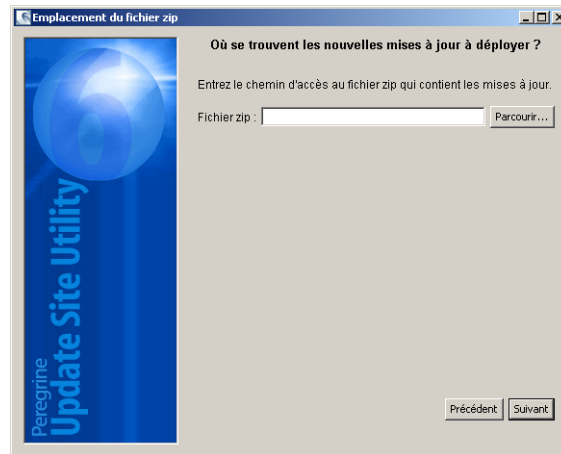 Emplacement du fichier zip
Où se trouvent les nouvelles mises à jour à déployer ?
Entrez le chemin d'accès au fichier zip qui contient les mises à jour.
Fichier zip :
Parcourir...
6
Peregrine
Update Site Utility
Précédent
Suivant